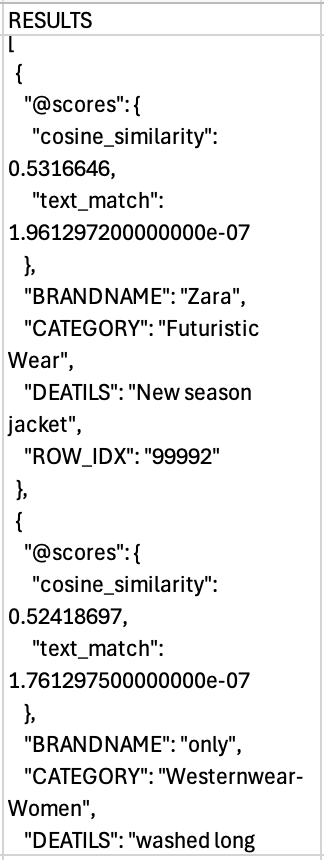 RESULTS
[
{
"@scores": {
"cosine_similarity":
0.5316646,
"text_match":
1.961297200000000e-07
},
"BRANDNAME": "Zara",
"CATEGORY": "Futuristic
Wear",
"DEATILS": "New season
jacket",
"ROW_IDX": "99992"
},
{
"@scores": {
"cosine_similarity":
0.52418697,
"text_match":
1.761297500000000e-07
},
"BRANDNAME": "only",
"CATEGORY": "Westernwear-
Women",
"DEATILS": "washed long